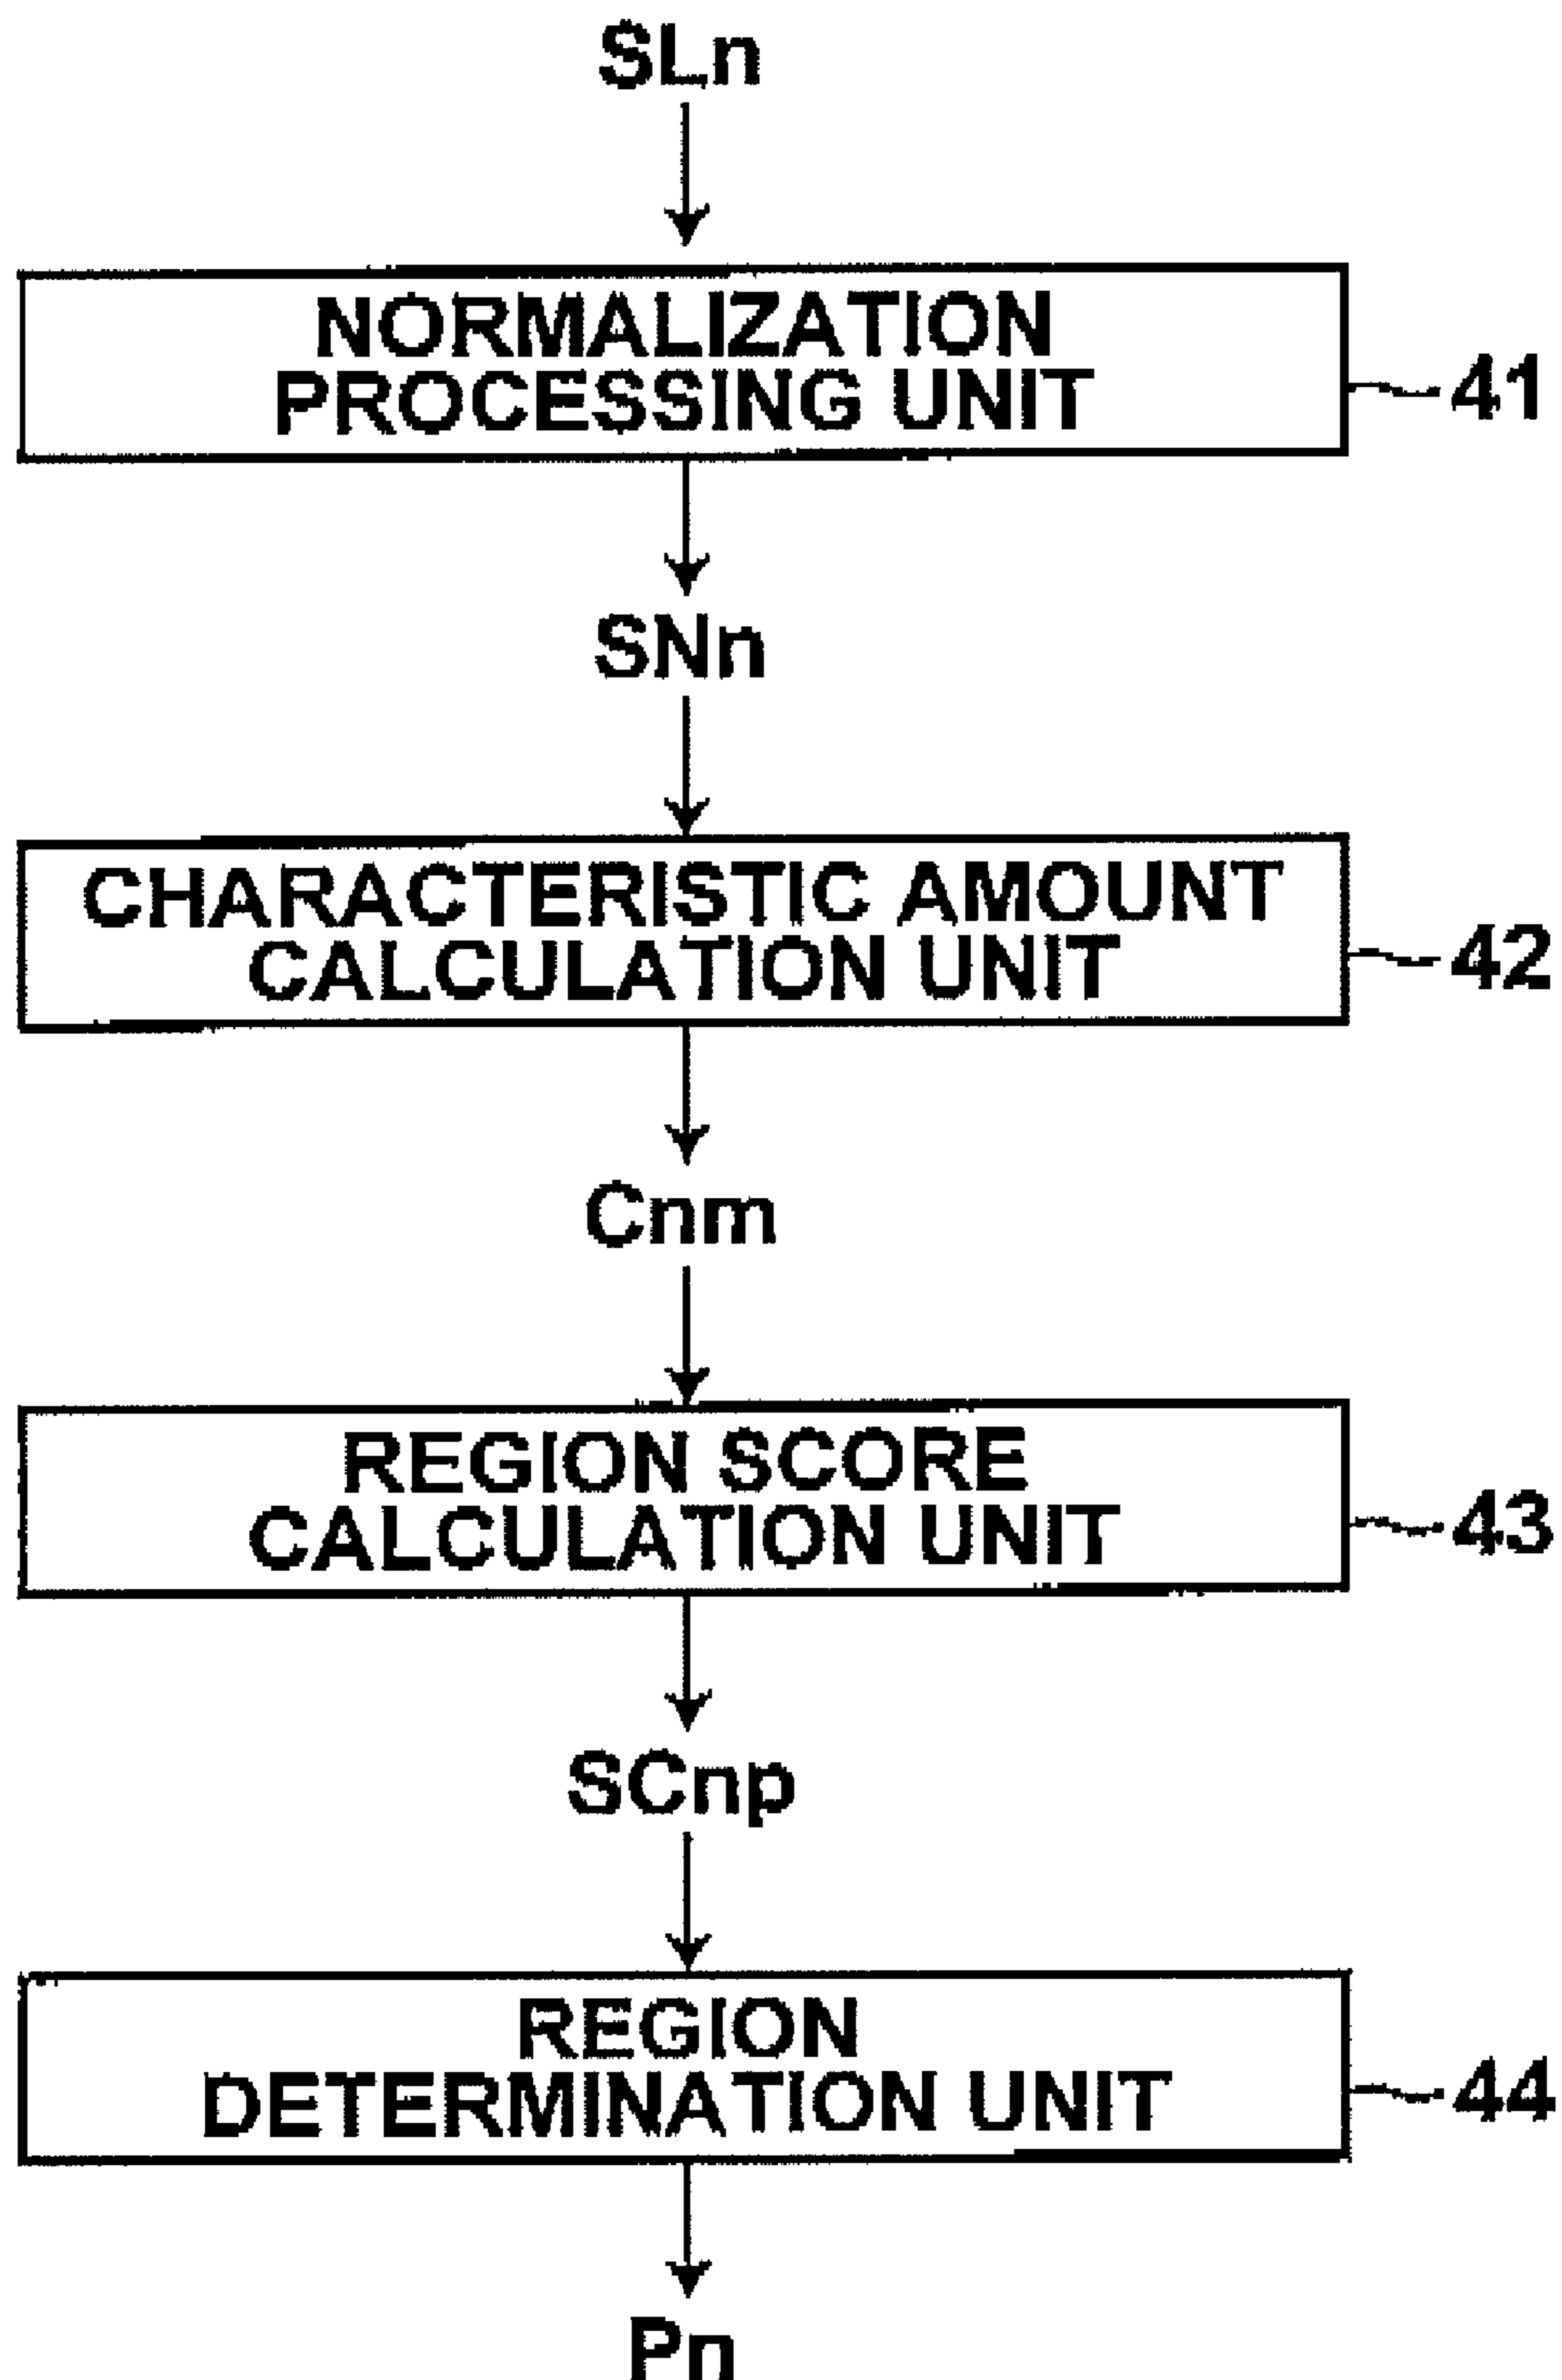 SLn
NORMALIZATION
PROCESSING UNIT
41
SNn
CHARACTERISTIC AMOUNT
CALCULATION UNIT
42
Cnm
REGION SCORE
CALCULATION UNIT
43
SCnp
REGION
DETERMINATION UNIT
44
Pn